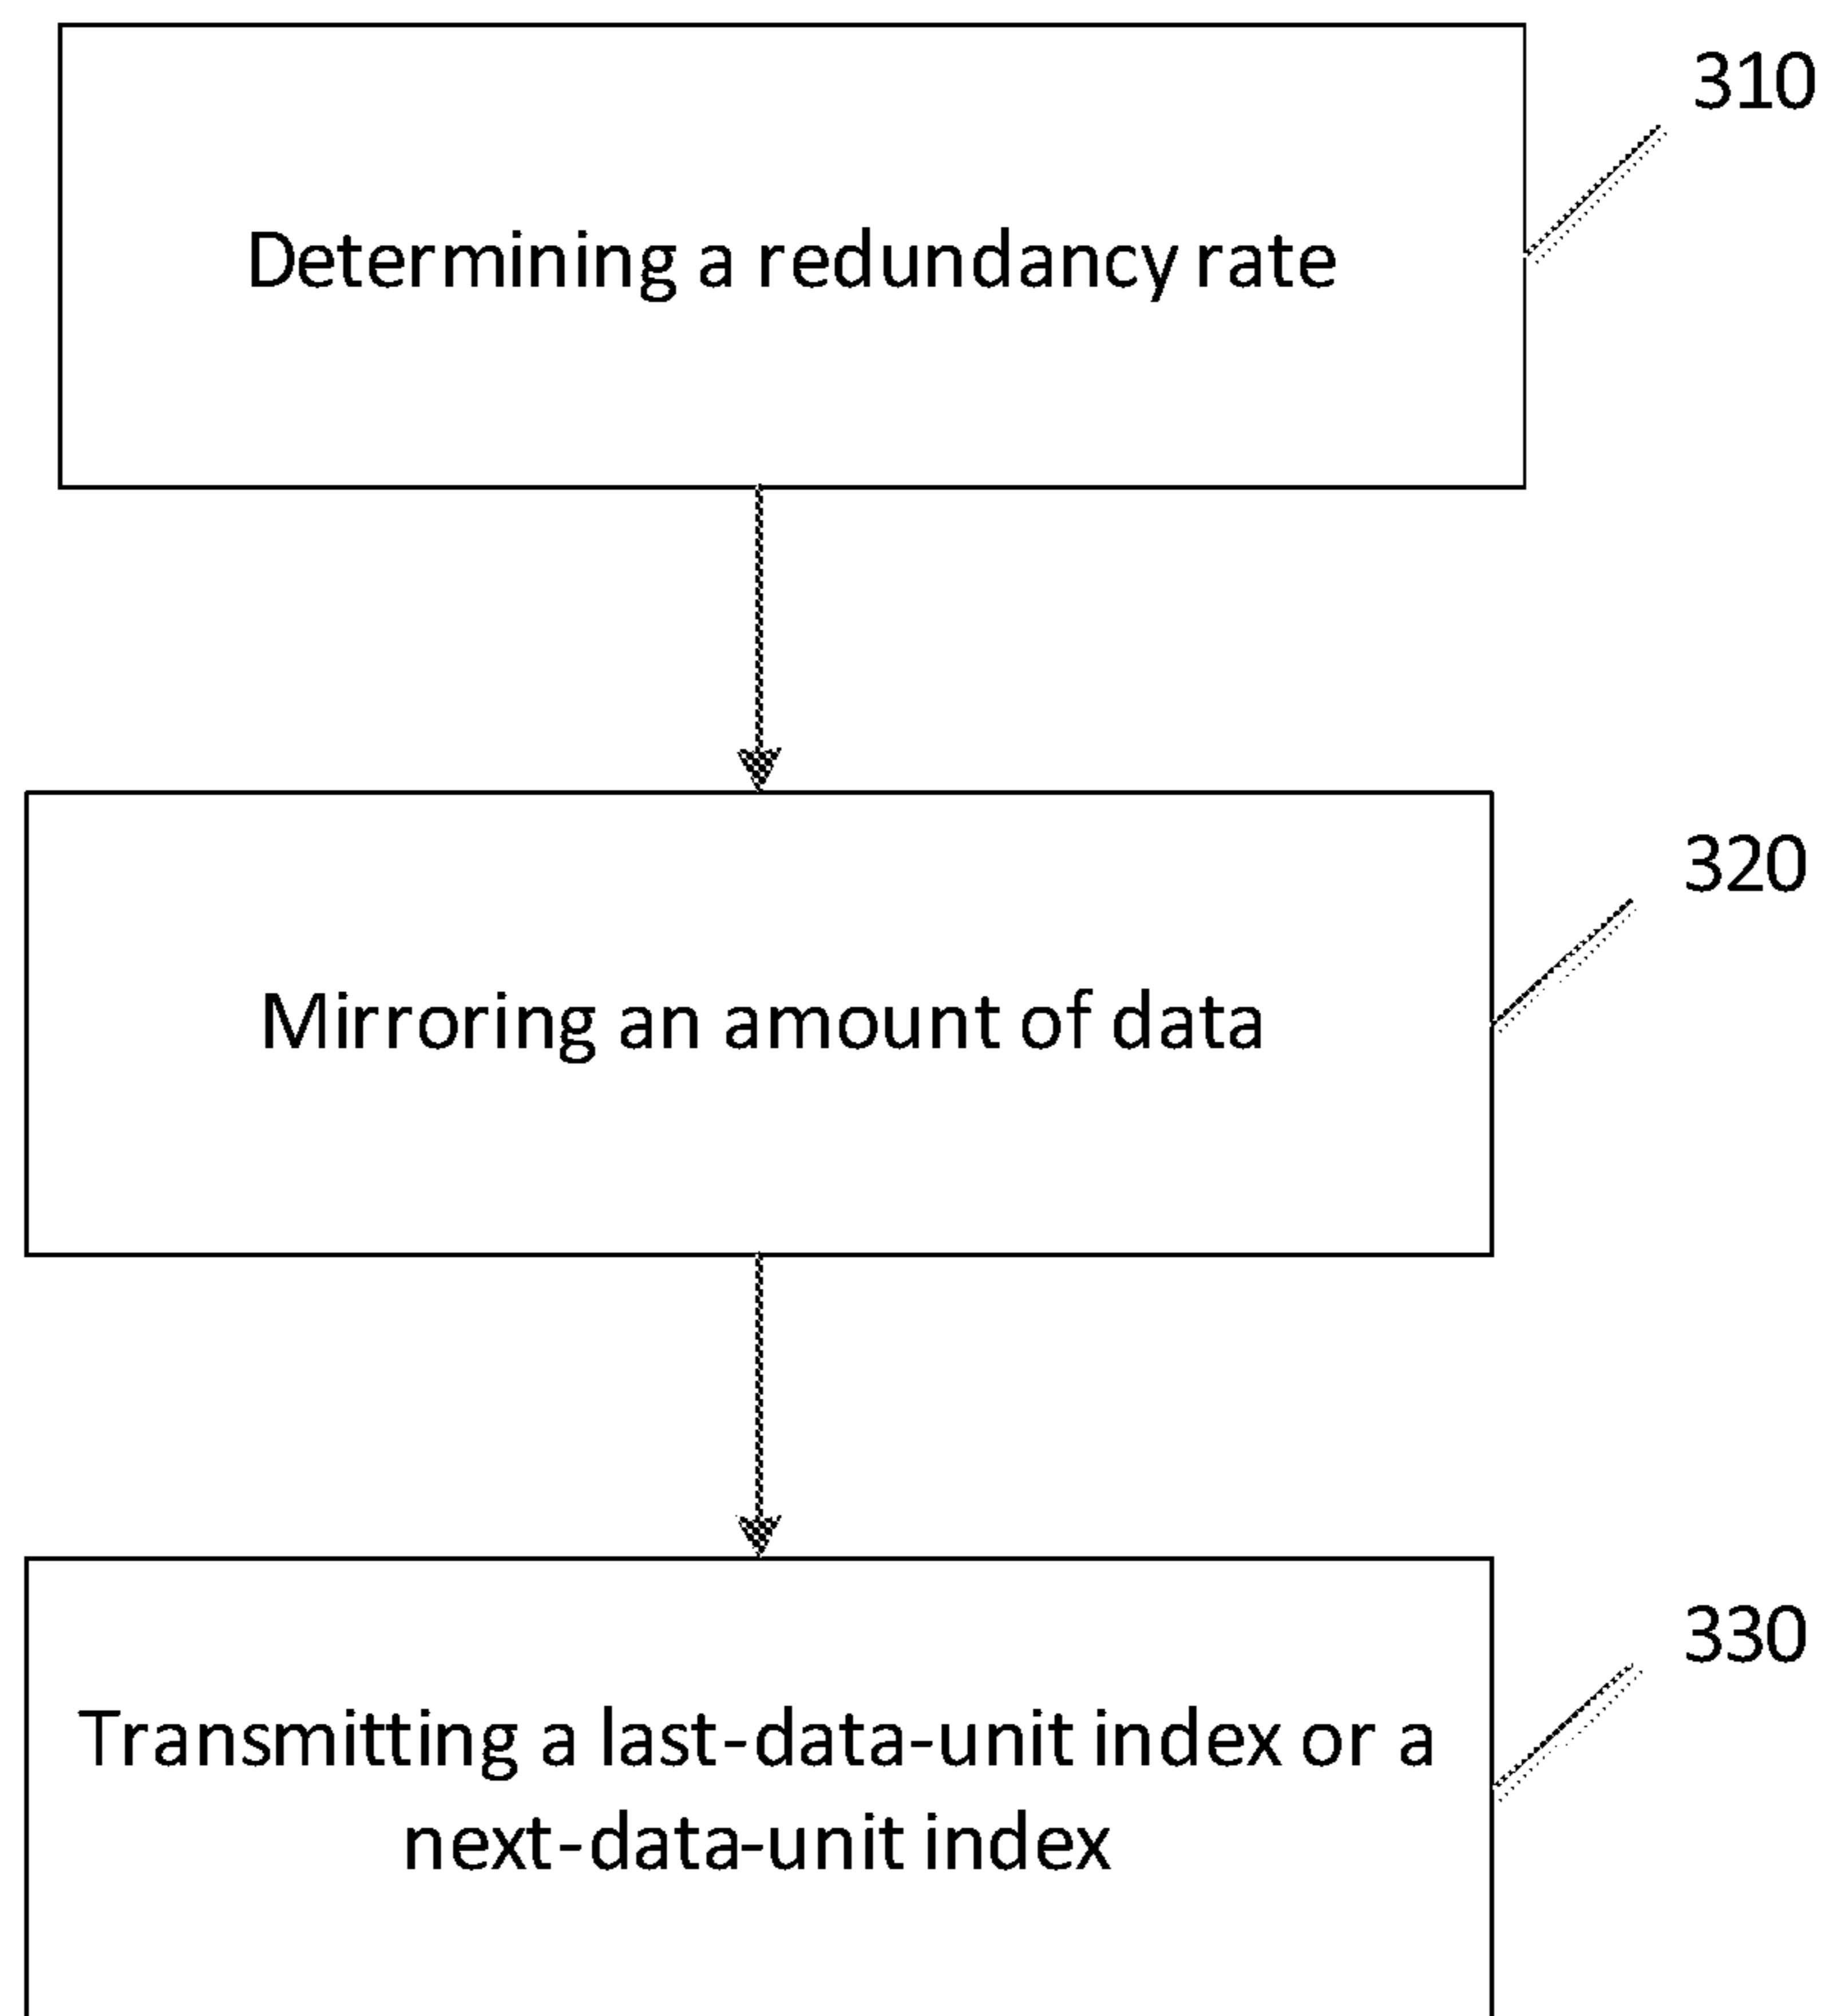 310
Determining a redundancy rate
320
Mirroring an amount of data
330
Transmitting a last-data-unit index or a
next-data-unit index